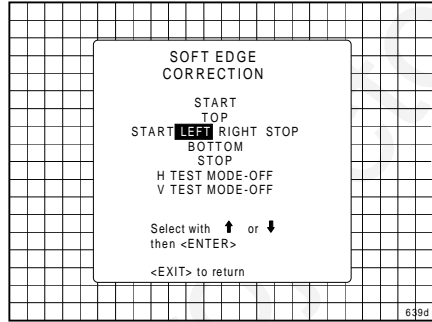 SOFT EDGE
CORRECTION
START
TOP
START LEFT RIGHT STOP
BOTTOM
STOP
H TEST MODE-OFF
V TEST MODE-OFF
Select with ↑ or ↓
then <ENTER>
<EXIT> to return
639d